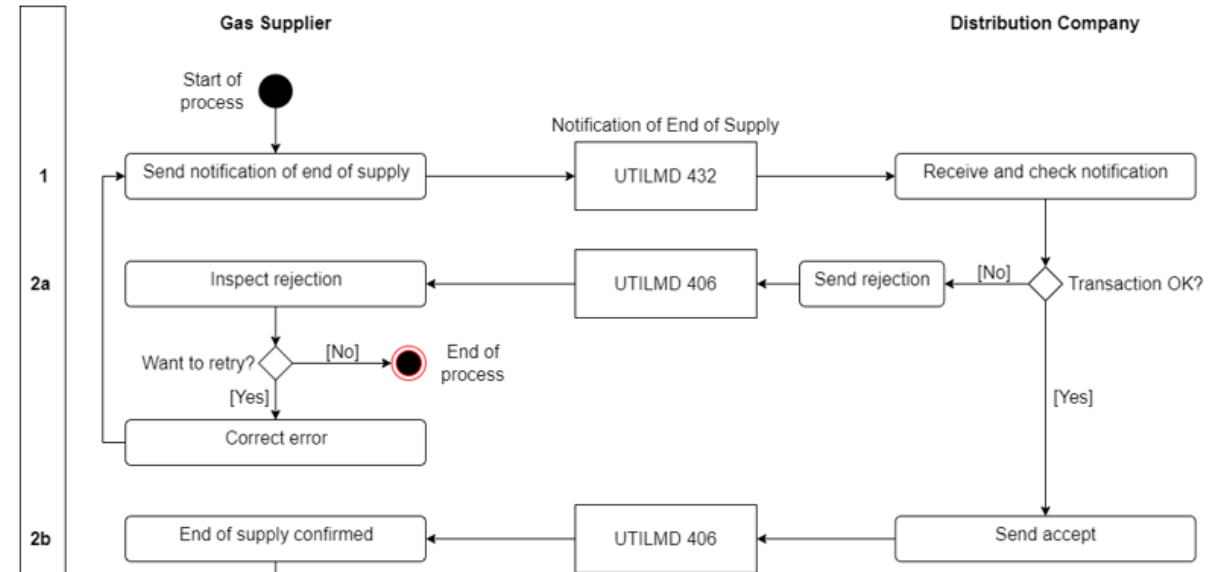 Gas Supplier
Distribution Company
Start of
process
Notification of End of Supply
1
Send notification of end of supply
UTILMD 432
Receive and check notification
2a
Inspect rejection
UTILMD 406
Send rejection
[No]
Transaction OK?
Want to retry?
[No]
End of
process
[Yes]
[Yes]
Correct error
2b
End of supply confirmed
UTILMD 406
Send accept